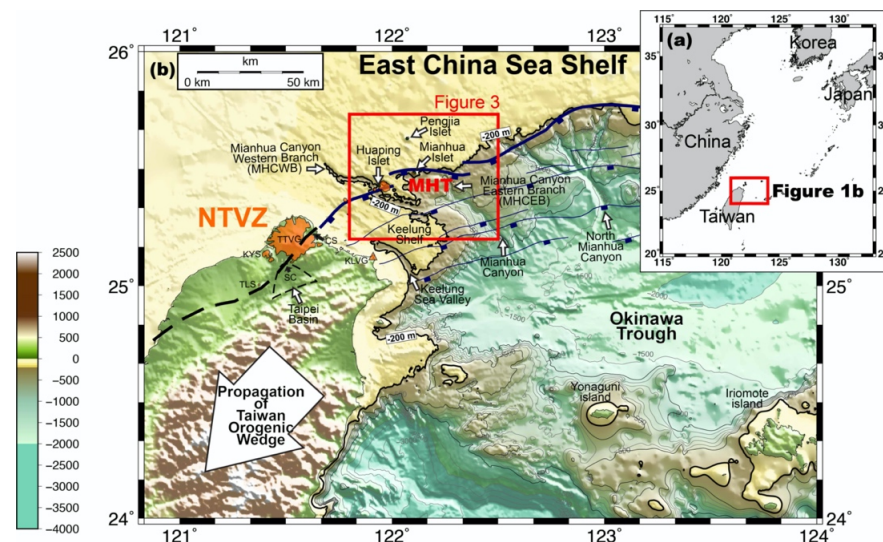 121°
122°
123°
26°
(b)
km
0 km
50 km
East China Sea Shelf
Figure 3
-200 m
Pengjia
Islet
Mianhua
Islet
Huaping
Islet
Mianhua Canyon
Western Branch
(MHCWB)
MHT
Mianhua Canyon
Eastern Branch
(MHCEB)
-200 m
NTVZ
TTVG
KYS
TLS
SC
KLVG
Keelung
Shelf
Taipei
Basin
Mianhua
Canyon
North
Mianhua
Canyon
Keelung
Sea Valley
25°
25°
-200 m
Okinawa
Trough
-1500
-1500
Propagation
of
Taiwan
Orogenic
Wedge
Yonaguni
island
Iriomote
island
24°
24°
121°
122°
123°
124°
2500
2000
1500
1000
500
0
-500
-1000
-1500
-2000
-2500
-3000
-3500
-4000
115°
120°
125°
130°
(a)
35
30
25
20
Korea
Japan
China
Taiwan
Figure 1b
115°
120°
125°
130°